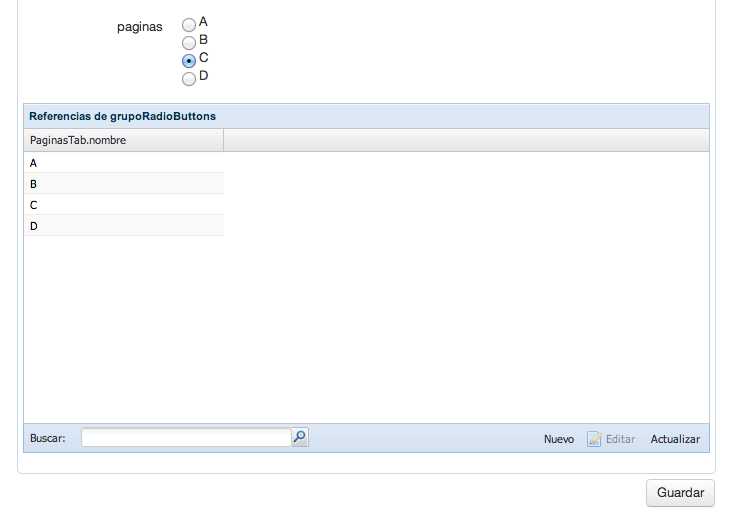 paginas
A
B
C
D
Referencias de grupoRadioButtons
PaginasTab.nombre
A
B
C
D
Buscar: Nuevo Editar Actualizar
Guardar